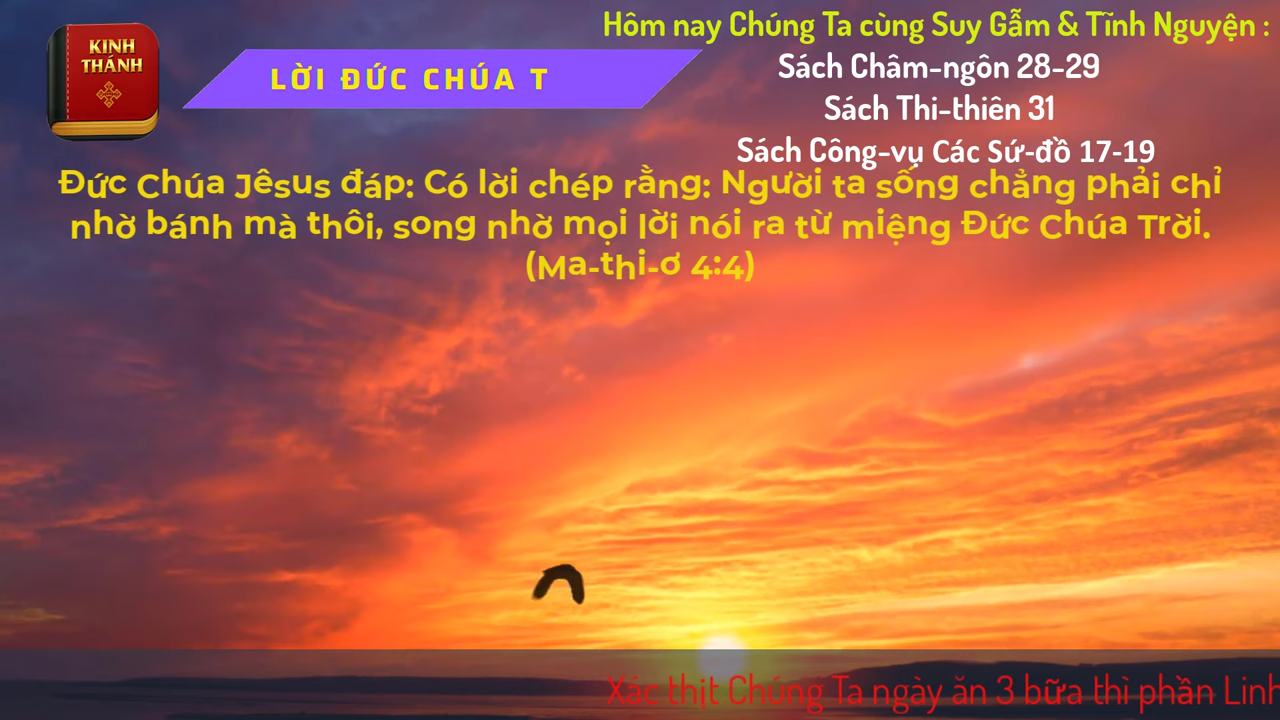 Hôm nay Chúng Ta cùng Suy Gẫm & Tĩnh Nguyện :
KINH
THÁNH
LỜI ĐỨC CHÚA T
Sách Châm-ngôn 28-29
Sách Thi-thiên 31
Sách Công-vụ Các Sứ-đồ 17-19
Đức Chúa Jêsus đáp: Có lời chép rằng: Người ta sống chẳng phải chỉ
nhờ bánh mà thôi, song nhờ mọi lời nói ra từ miệng Đức Chúa Trời.
(Ma-thi-ơ 4:4)
Xác thịt Chúng Ta ngày ăn 3 bữa thì phần Linh